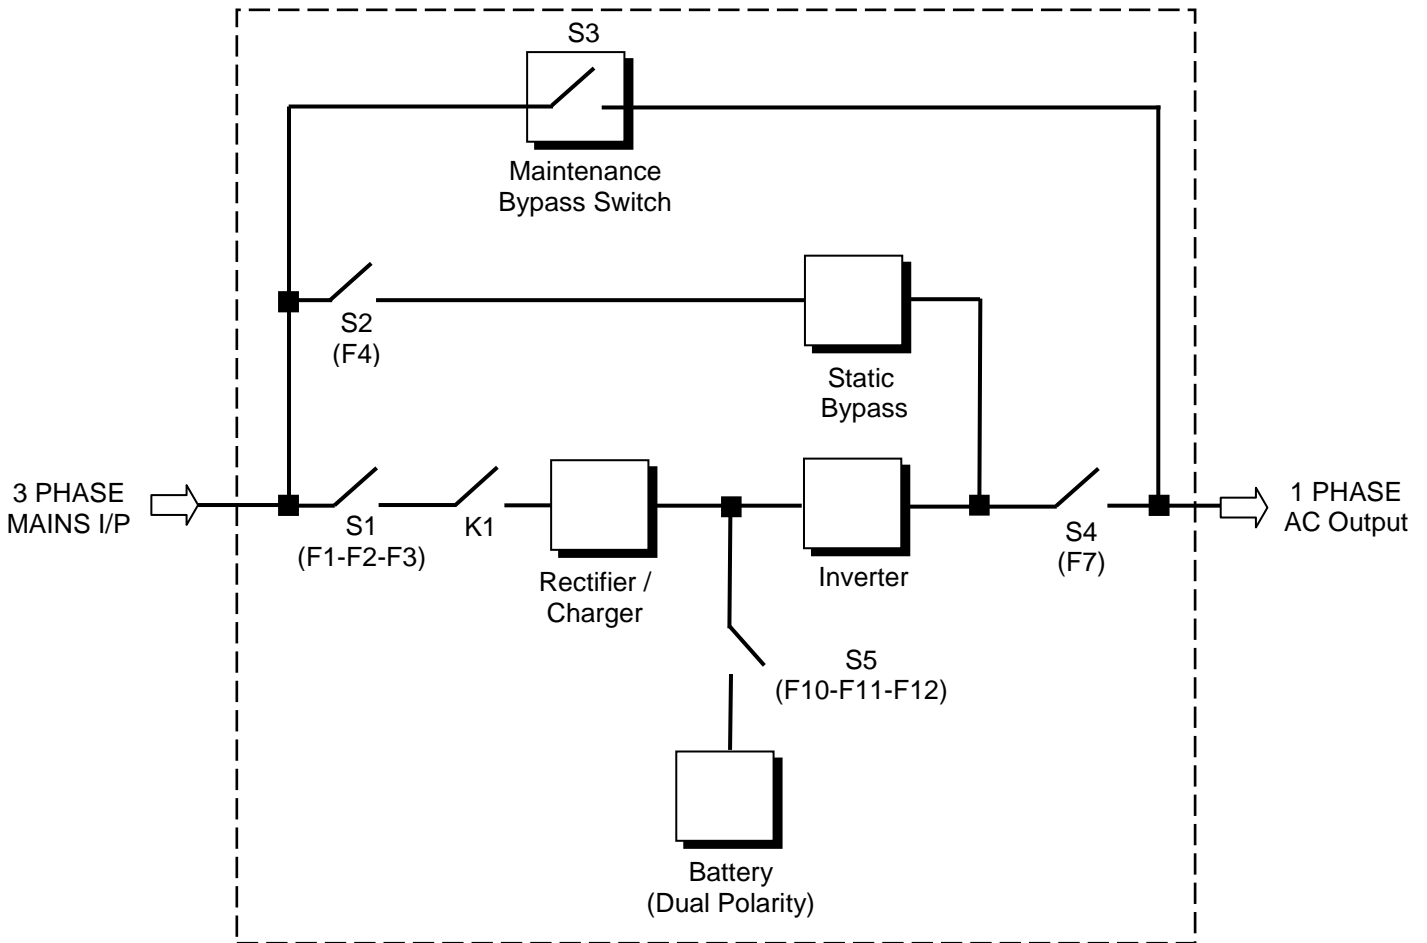 S3
Maintenance
Bypass Switch
S2
(F4)
Static
Bypass
3 PHASE
MAINS I/P
S1
(F1-F2-F3)
K1
Rectifier /
Charger
Inverter
S4
(F7)
1 PHASE
AC Output
S5
(F10-F11-F12)
Battery
(Dual Polarity)